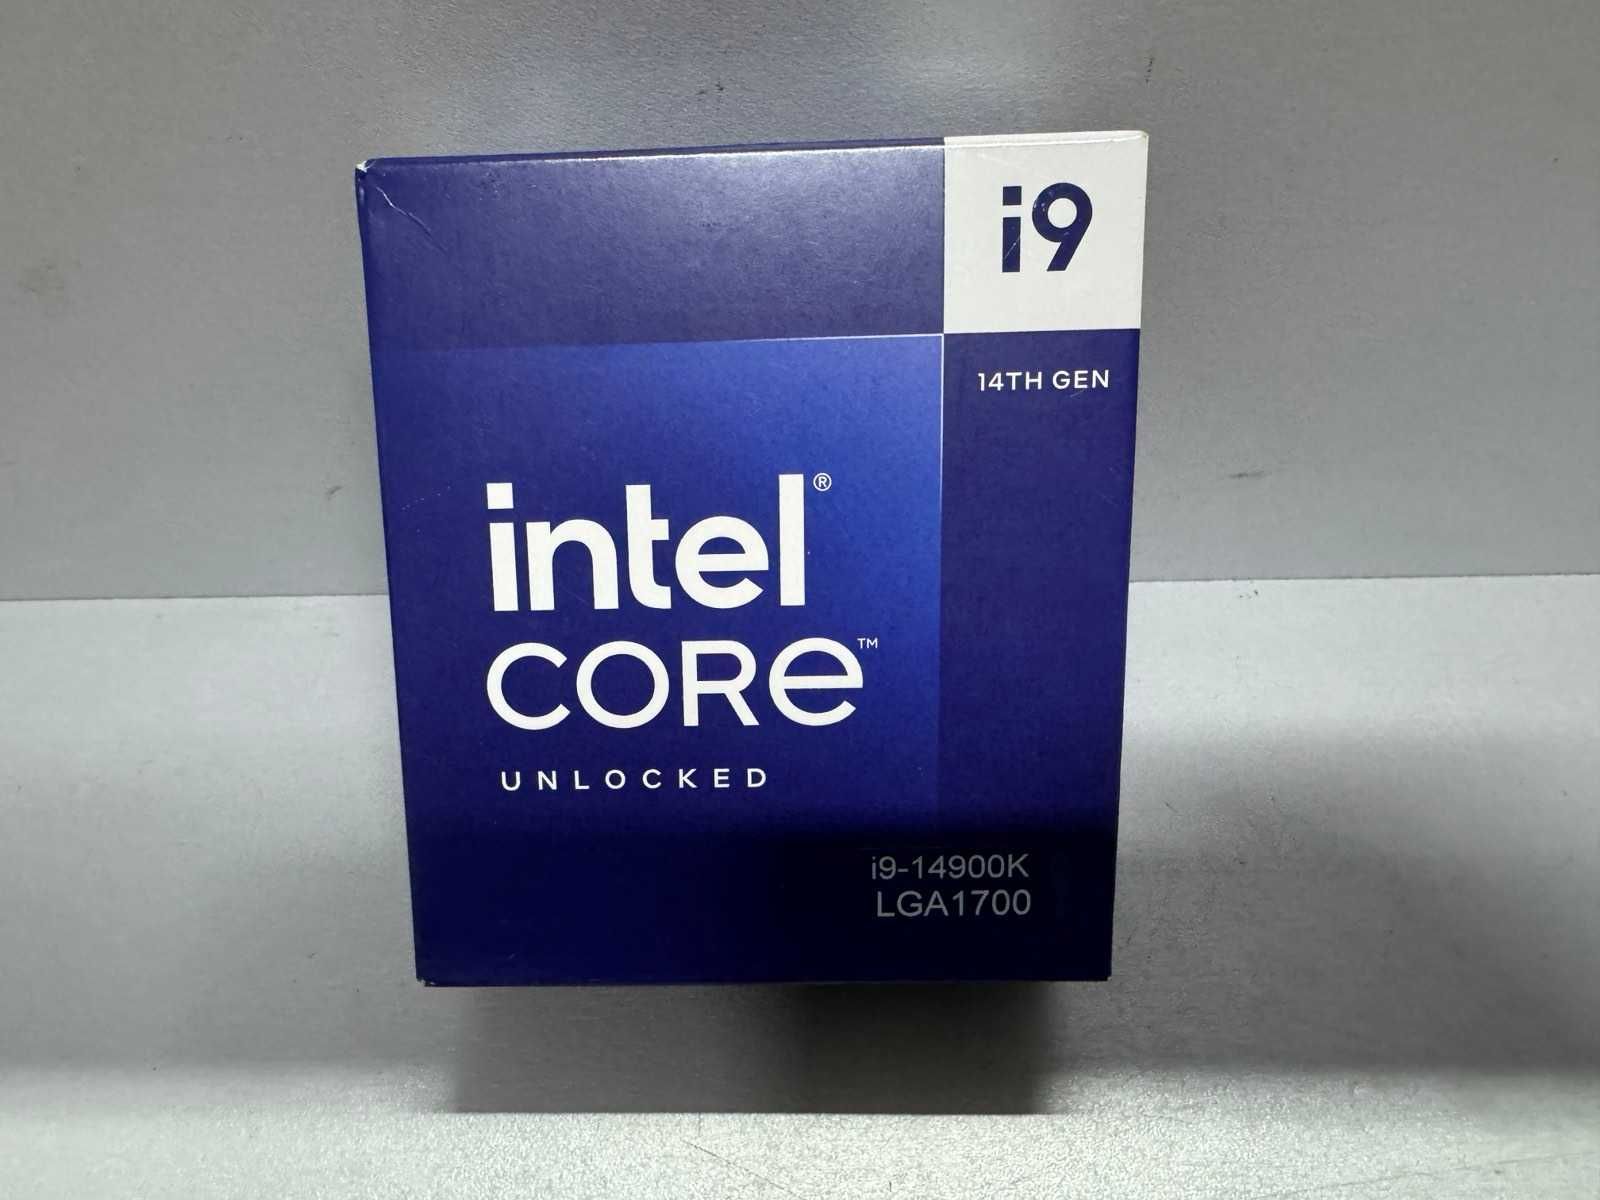 i9
14TH GEN
intel®
CORe™
UNLOCKED
i9-14900K
LGA1700